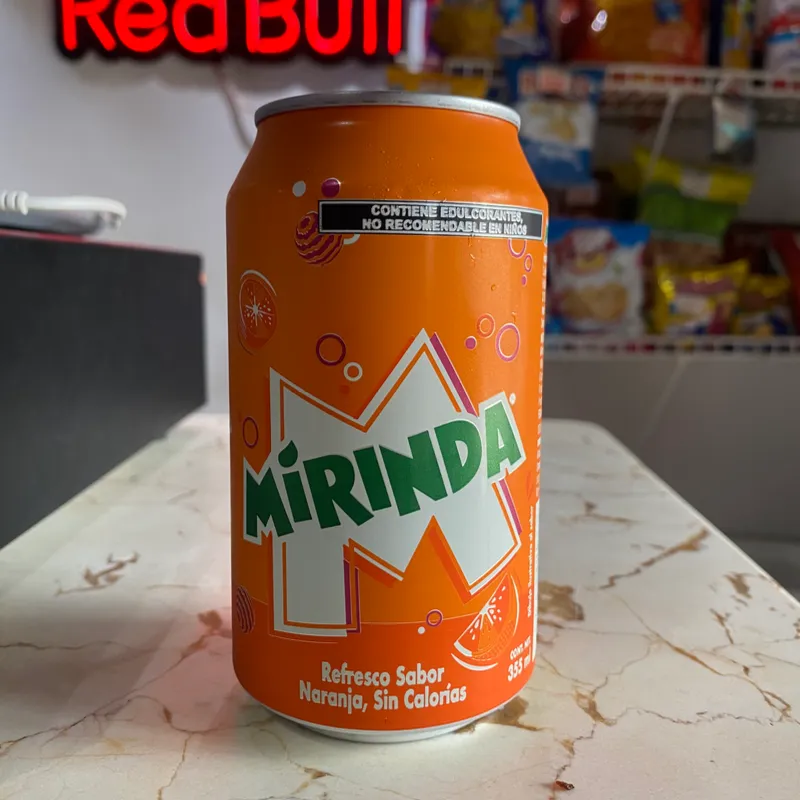 Red Bull
CONTIENE EDULCORANTES,
NO RECOMENDABLE EN NIÑOS
MiRINDA
Refresco Sabor
Naranja, Sin Calorías
CONT. NET.
355 ml